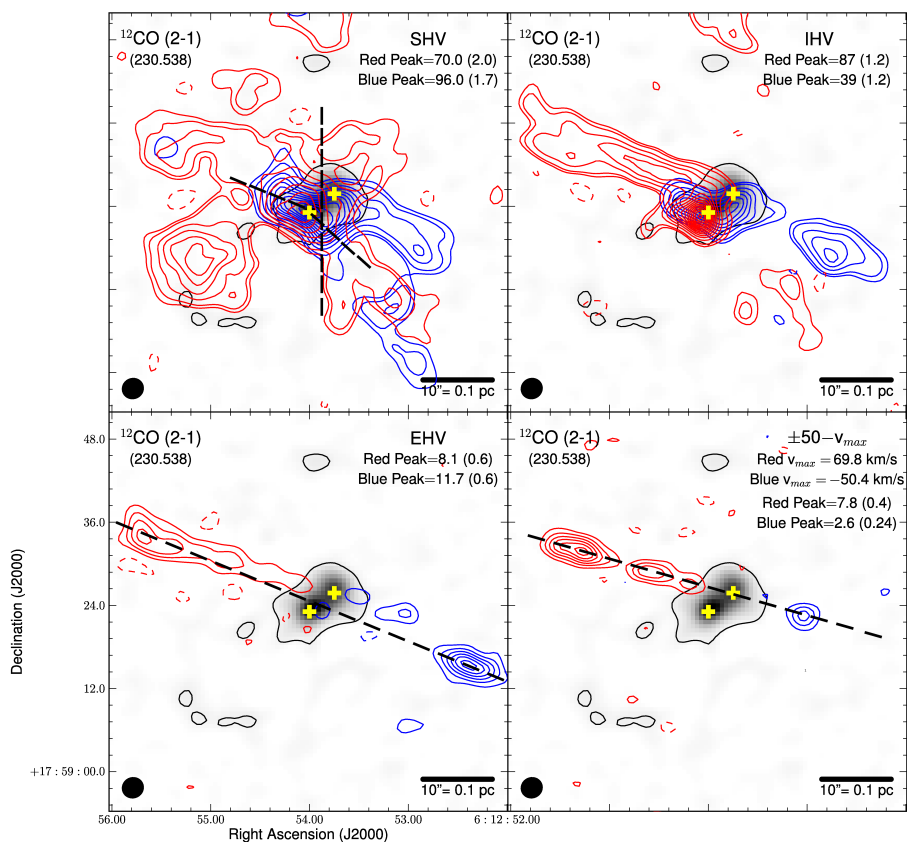 ¹²CO (2-1)
(230.538)
SHV
Red Peak=70.0 (2.0)
Blue Peak=96.0 (1.7)
10"= 0.1 pc
¹²CO (2-1)
(230.538)
IHV
Red Peak=87 (1.2)
Blue Peak=39 (1.2)
10"= 0.1 pc
¹²CO (2-1)
(230.538)
EHV
Red Peak=8.1 (0.6)
Blue Peak=11.7 (0.6)
10"= 0.1 pc
¹²CO (2-1)
(230.538)
±50−v_max
Red v_max = 69.8 km/s
Blue v_max = −50.4 km/s
Red Peak=7.8 (0.4)
Blue Peak=2.6 (0.24)
10"= 0.1 pc
48.0
36.0
24.0
12.0
+17 : 59 : 00.0
Declination (J2000)
56.00
55.00
54.00
53.00
6 : 12 : 52.00
Right Ascension (J2000)